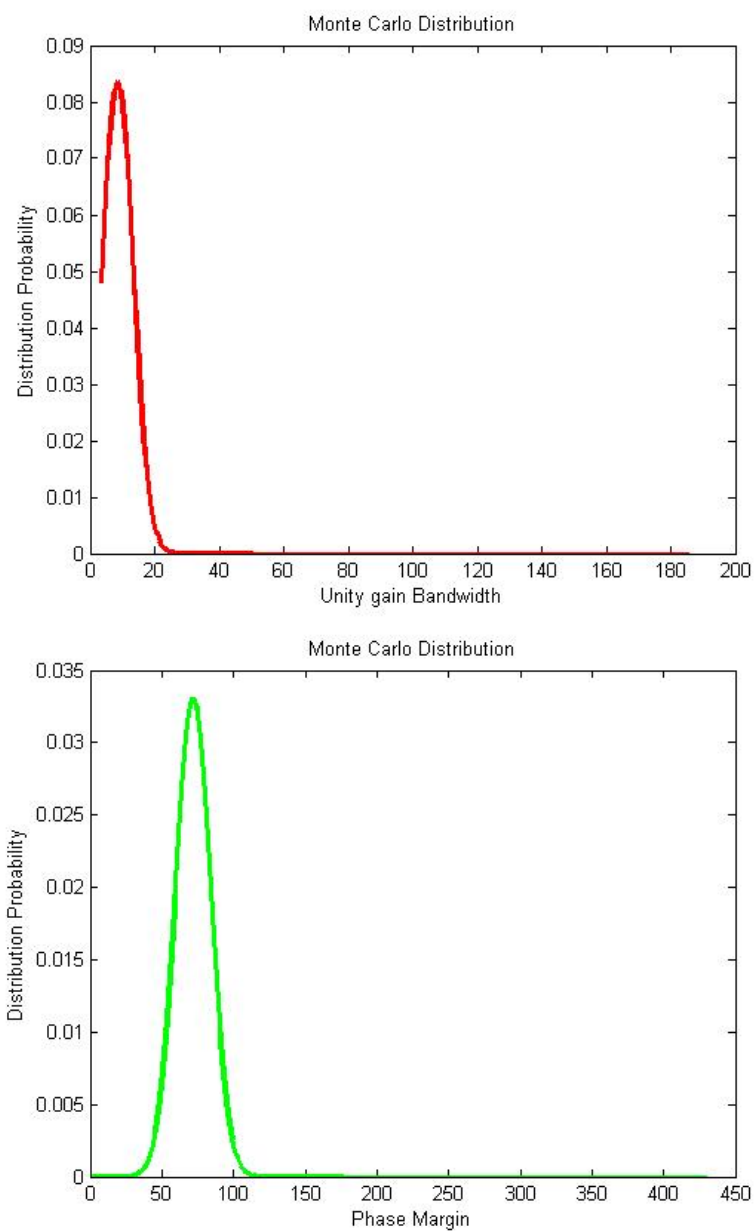 Monte Carlo Distribution
0.09
0.08
0.07
0.06
0.05
0.04
0.03
0.02
0.01
0
Distribution Probability
0 20 40 60 80 100 120 140 160 180 200
Unity gain Bandwidth
Monte Carlo Distribution
0.035
0.03
0.025
0.02
0.015
0.01
0.005
0
Distribution Probability
0 50 100 150 200 250 300 350 400 450
Phase Margin